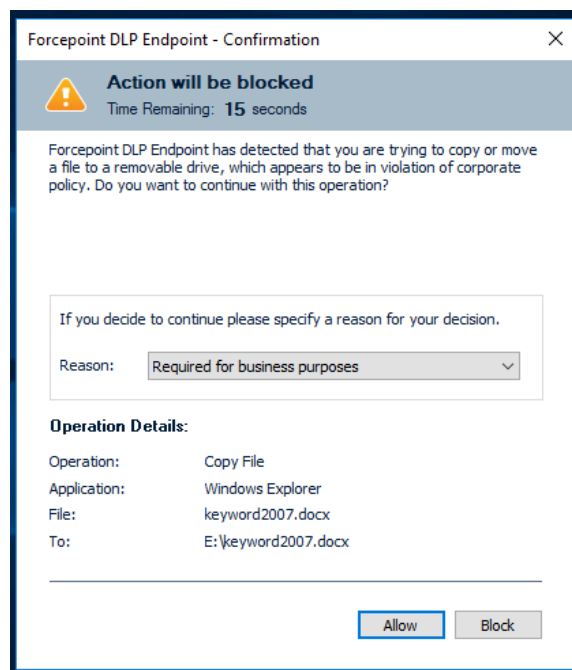 Forcepoint DLP Endpoint - Confirmation
Action will be blocked
Time Remaining: 15 seconds
Forcepoint DLP Endpoint has detected that you are trying to copy or move
a file to a removable drive, which appears to be in violation of corporate
policy. Do you want to continue with this operation?
If you decide to continue please specify a reason for your decision.
Reason: Required for business purposes
Operation Details:
Operation: Copy File
Application: Windows Explorer
File: keyword2007.docx
To: E:\keyword2007.docx
Allow Block